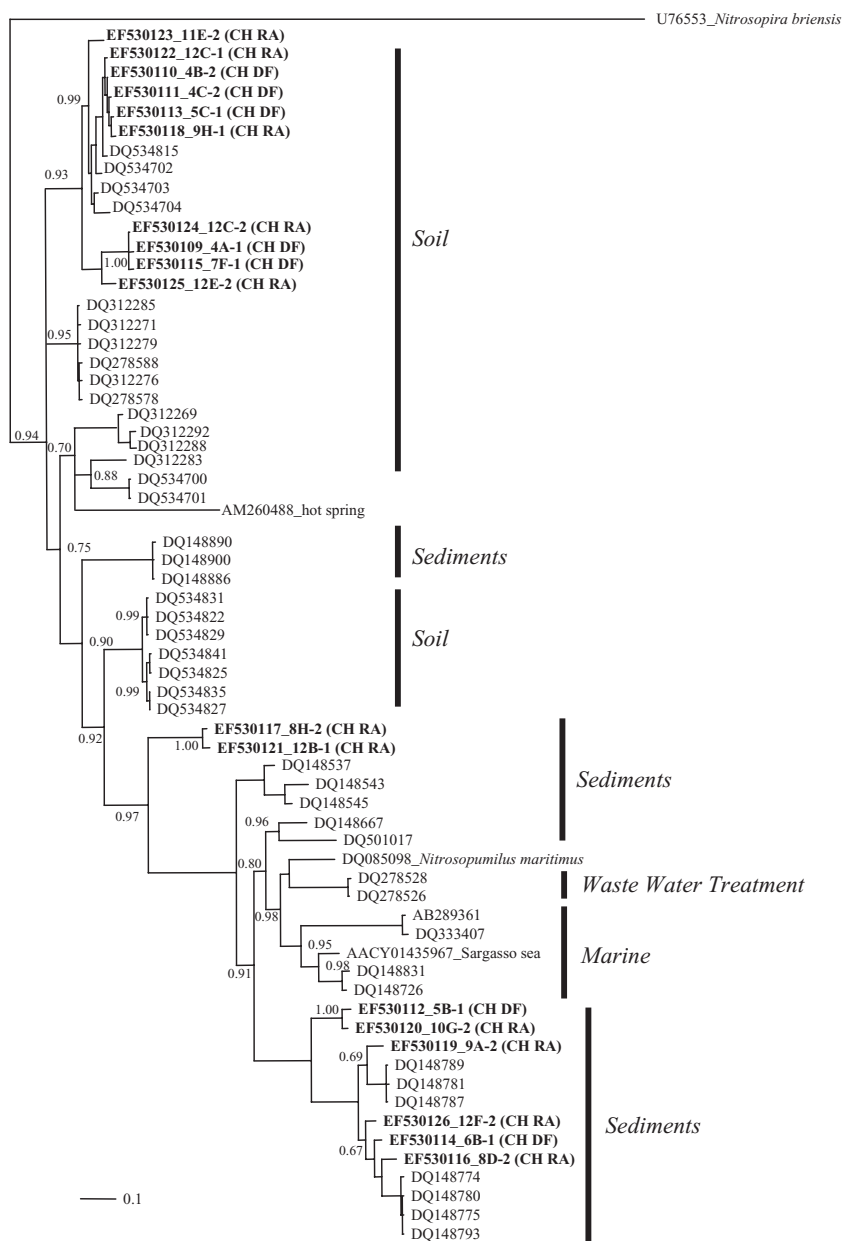 U76553_Nitrosopira briensis
EF530123_11E-2 (CH RA)
EF530122_12C-1 (CH RA)
EF530110_4B-2 (CH DF)
EF530111_4C-2 (CH DF)
0.99
EF530113_5C-1 (CH DF)
EF530118_9H-1 (CH RA)
DQ534815
DQ534702
0.93
DQ534703
DQ534704
EF530124_12C-2 (CH RA)
Soil
EF530109_4A-1 (CH DF)
EF530115_7F-1 (CH DF)
1.00
EF530125_12E-2 (CH RA)
DQ312285
DQ312271
0.95
DQ312279
DQ278588
DQ312276
DQ278578
DQ312269
0.94
DQ312292
0.70
DQ312288
DQ312283
0.88
DQ534700
DQ534701
AM260488_hot spring
DQ148890
0.75
DQ148900
Sediments
DQ148886
DQ534831
0.99
DQ534822
DQ534829
0.90
Soil
DQ534841
DQ534825
0.99
DQ534835
DQ534827
EF530117_8H-2 (CH RA)
0.92
1.00
EF530121_12B-1 (CH RA)
DQ148537
Sediments
DQ148543
DQ148545
0.97
0.96
DQ148667
DQ501017
0.80
DQ085098_Nitrosopumilus maritimus
DQ278528
Waste Water Treatment
DQ278526
0.98
AB289361
DQ333407
0.95
AACY01435967_Sargasso sea
Marine
0.98
DQ148831
0.91
DQ148726
1.00
EF530112_5B-1 (CH DF)
EF530120_10G-2 (CH RA)
EF530119_9A-2 (CH RA)
0.69
DQ148789
DQ148781
DQ148787
EF530126_12F-2 (CH RA)
Sediments
EF530114_6B-1 (CH DF)
0.67
EF530116_8D-2 (CH RA)
DQ148774
DQ148780
0.1
DQ148775
DQ148793